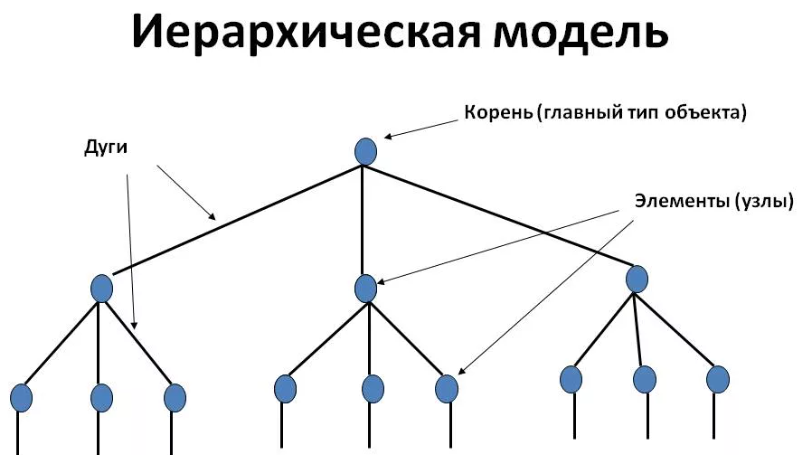 Иерархическая модель
Корень (главный тип объекта)
Дуги
Элементы (узлы)